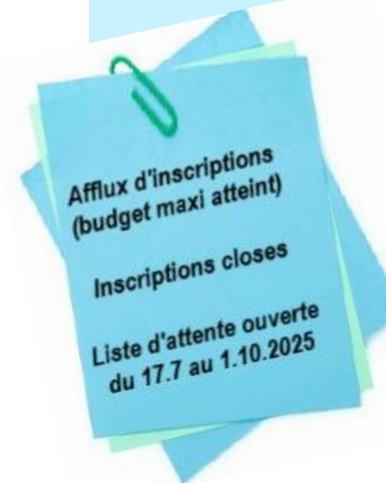 Afflux d'inscriptions
(budget maxi atteint)
Inscriptions closes
Liste d'attente ouverte
du 17.7 au 1.10.2025